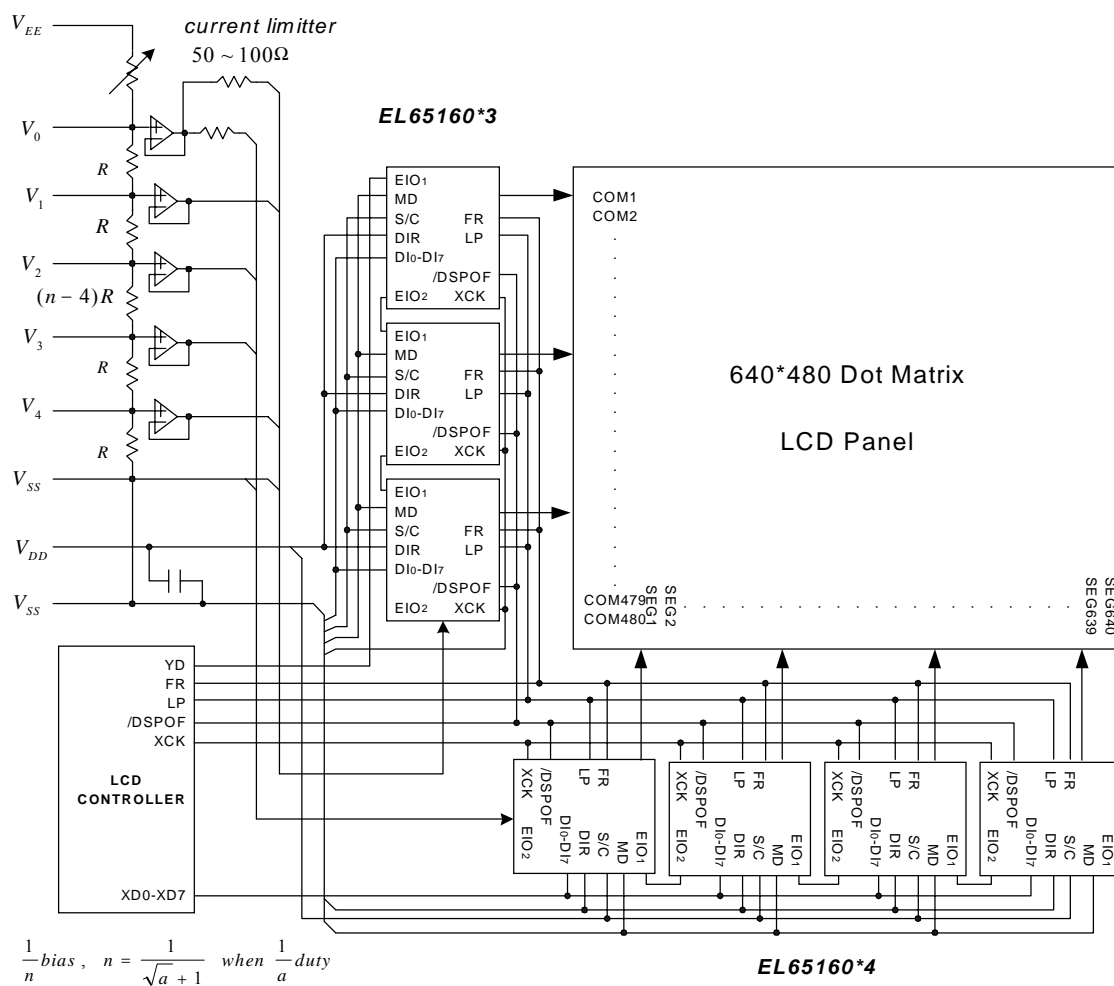 V_EE
current limitter
50 ~ 100Ω
V_0
R
V_1
R
V_2
(n − 4)R
V_3
R
V_4
R
V_SS
V_DD
V_SS
EL65160*3
EIO1
MD
S/C FR
DIR LP
DI0-DI7
/DSPOF
EIO2 XCK
EIO1
MD
S/C FR
DIR LP
DI0-DI7
/DSPOF
EIO2 XCK
EIO1
MD
S/C FR
DIR LP
DI0-DI7
/DSPOF
EIO2 XCK
COM1
COM2
640*480 Dot Matrix
LCD Panel
COM479
COM480
SEG1
SEG2
SEG639
SEG640
YD
FR
LP
/DSPOF
XCK
LCD
CONTROLLER
XD0-XD7
XCK
/DSPOF
LP
FR
EIO2
DI0-DI7
DIR
S/C
MD
EIO1
XCK
/DSPOF
LP
FR
EIO2
DI0-DI7
DIR
S/C
MD
EIO1
XCK
/DSPOF
LP
FR
EIO2
DI0-DI7
DIR
S/C
MD
EIO1
XCK
/DSPOF
LP
FR
EIO2
DI0-DI7
DIR
S/C
MD
EIO1
1/n bias , n = 1/(√a + 1) when 1/a duty
EL65160*4